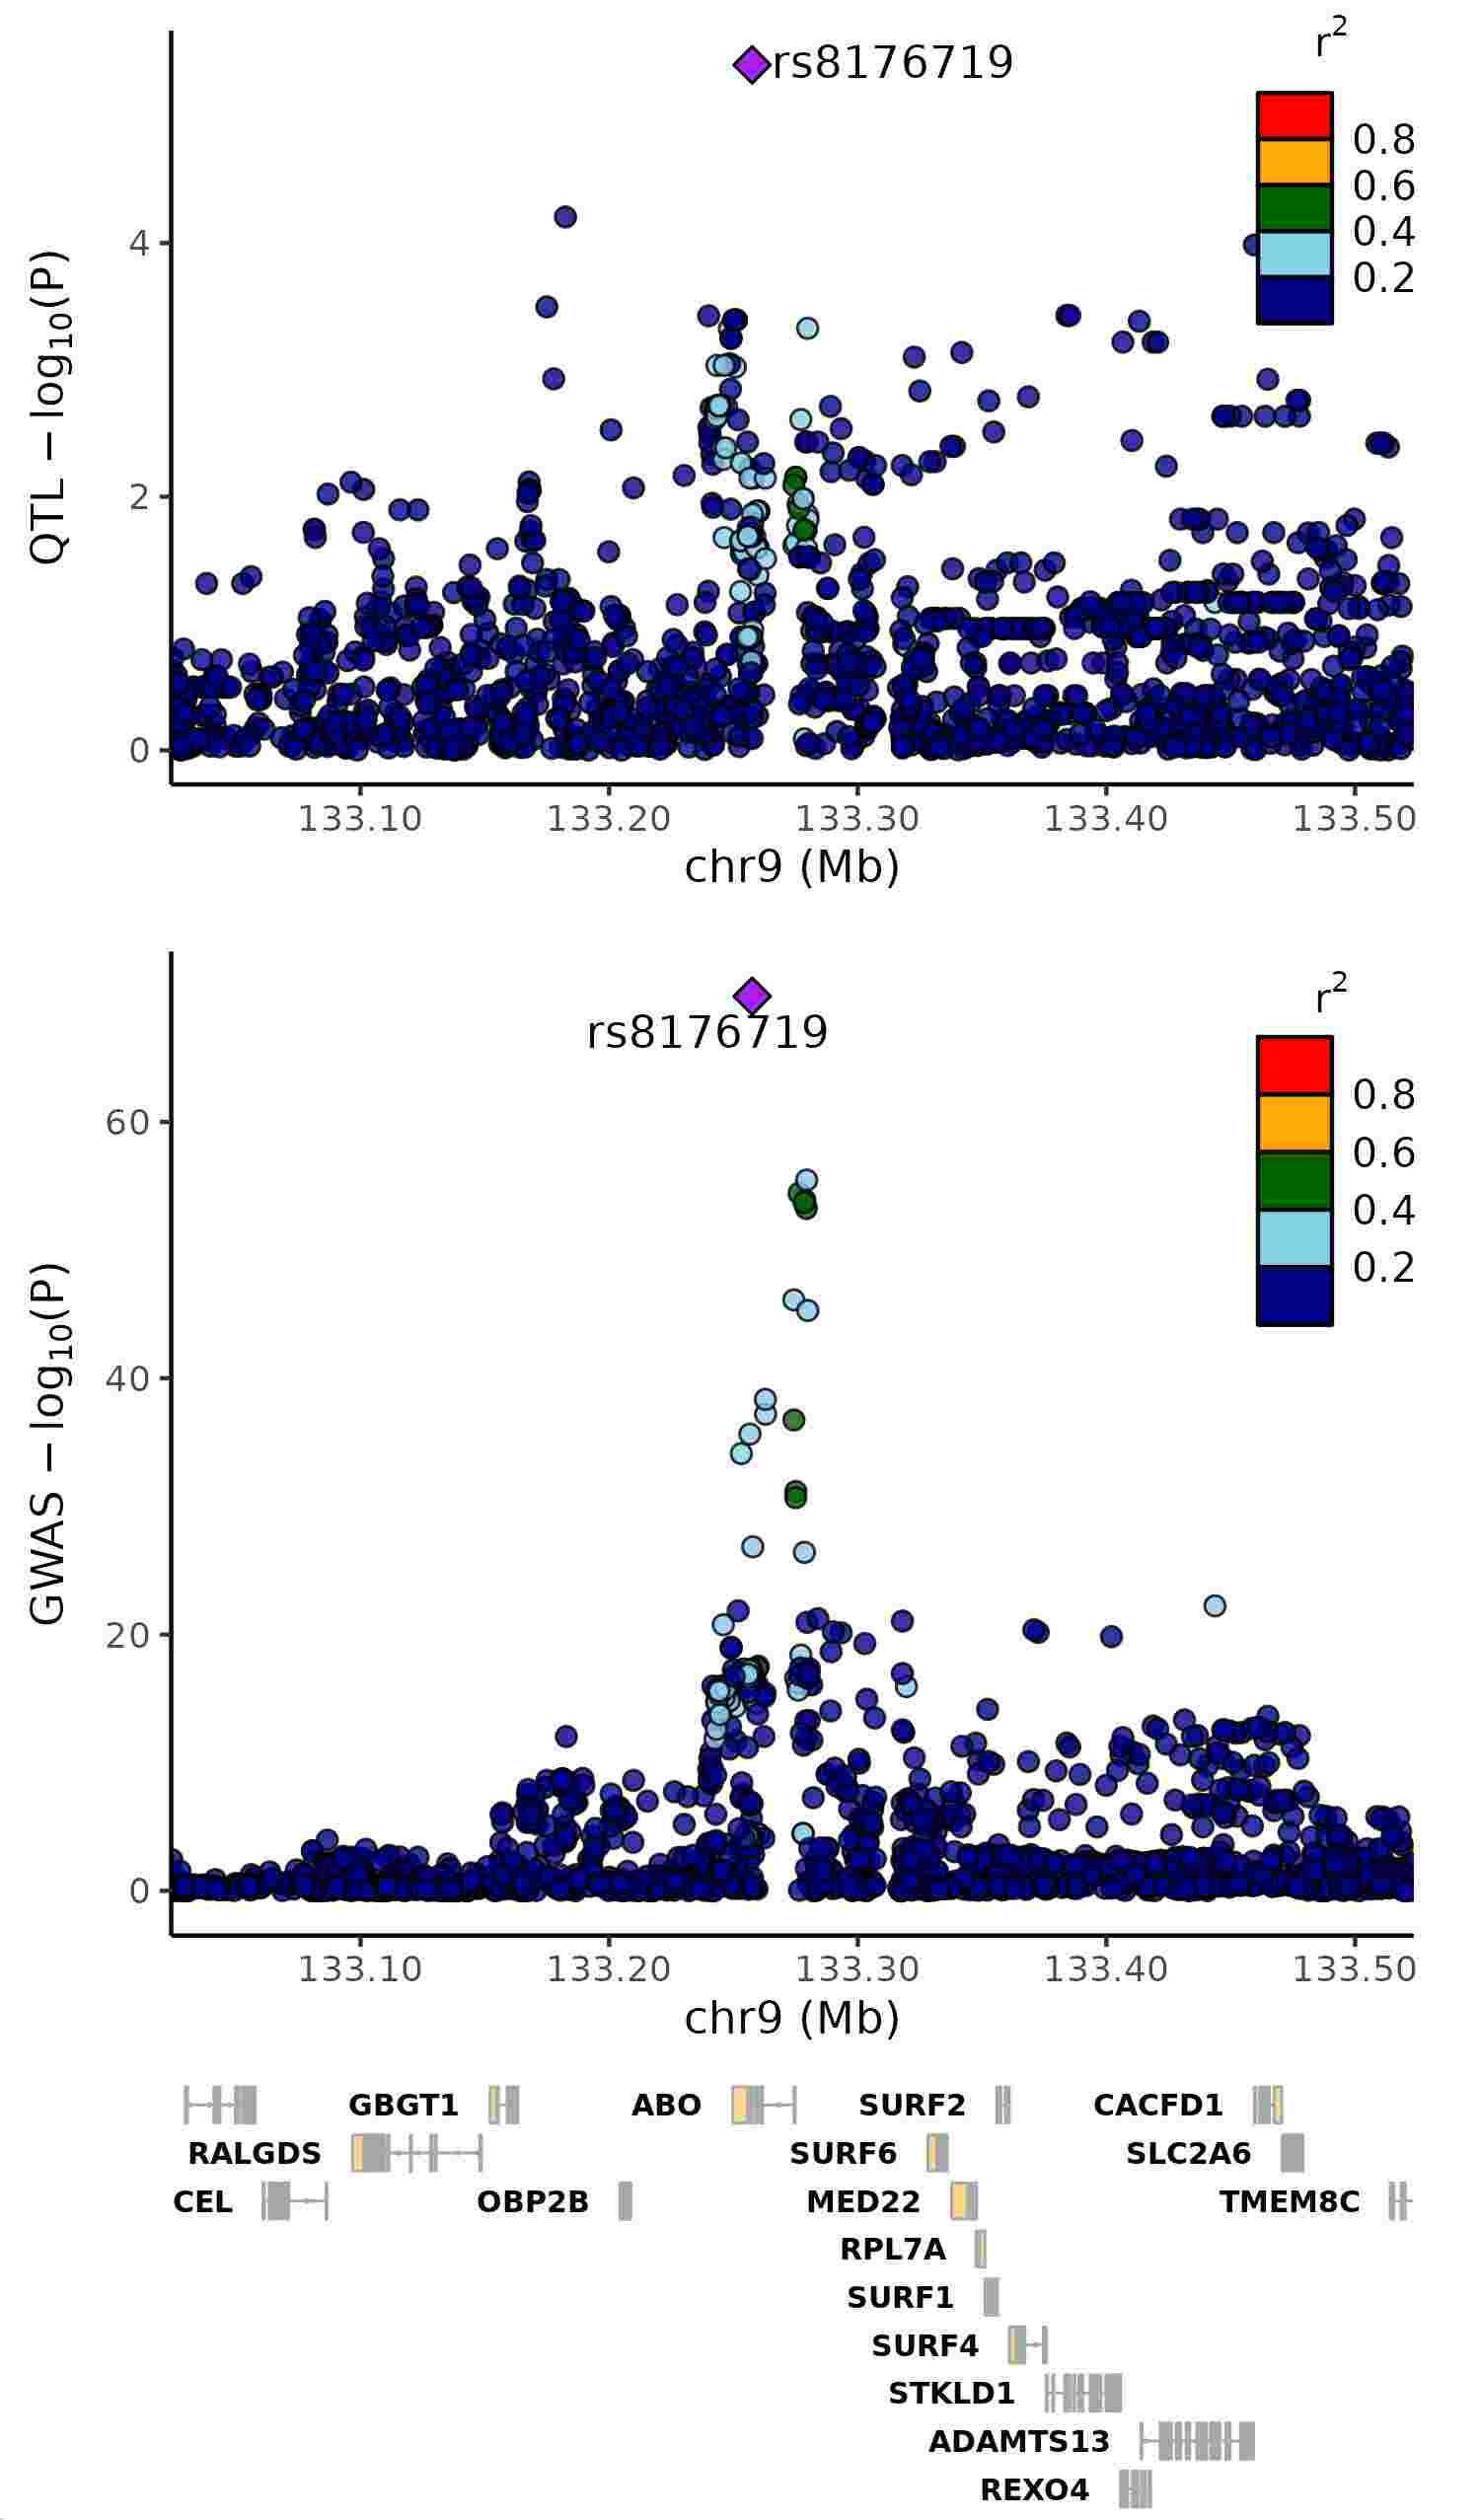 rs8176719
r2
0.8
0.6
0.4
0.2
4
2
0
QTL −log10(P)
133.10 133.20 133.30 133.40 133.50
chr9 (Mb)
rs8176719
r2
0.8
0.6
0.4
0.2
60
40
20
0
GWAS −log10(P)
133.10 133.20 133.30 133.40 133.50
chr9 (Mb)
GBGT1 ABO SURF2 CACFD1
RALGDS SURF6 SLC2A6
CEL OBP2B MED22 TMEM8C
RPL7A
SURF1
SURF4
STKLD1
ADAMTS13
REXO4